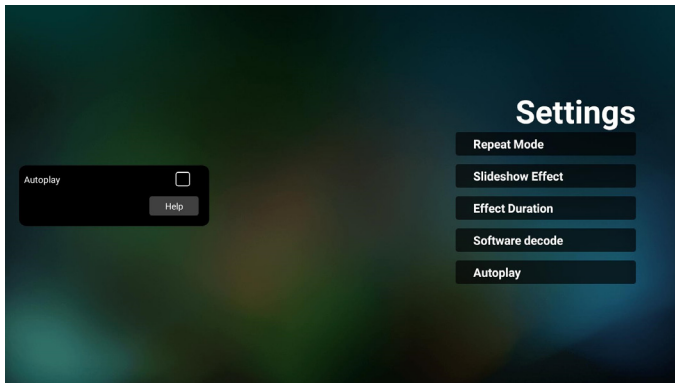 Settings
Repeat Mode
Slideshow Effect
Effect Duration
Software decode
Autoplay
Autoplay
Help